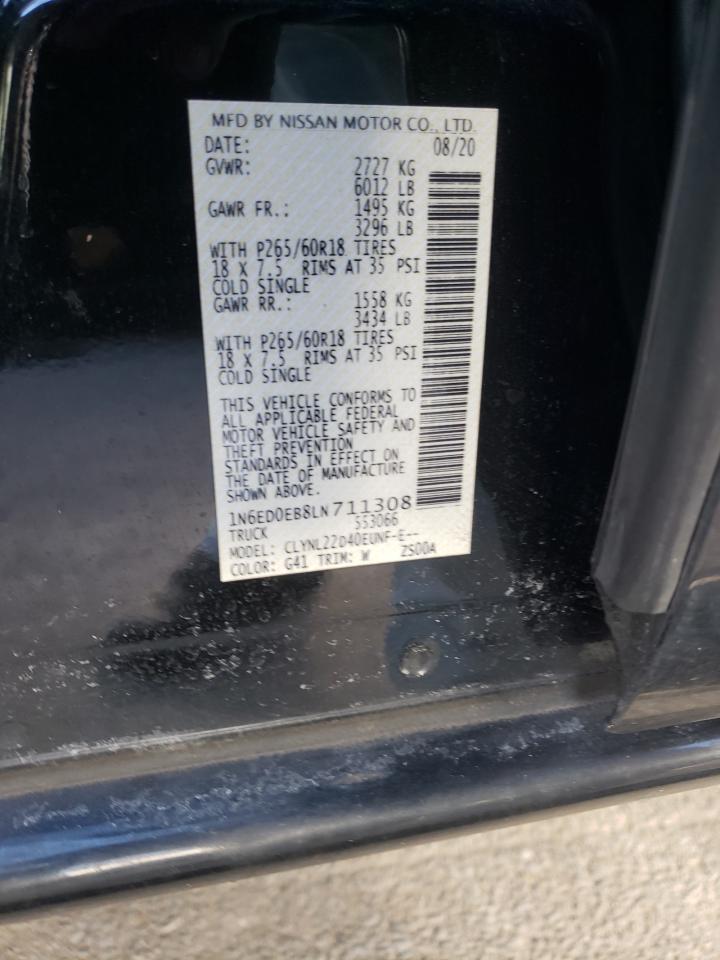 MFD BY NISSAN MOTOR CO., LTD.
DATE: 08/20
GVWR: 2727 KG
6012 LB
GAWR FR.: 1495 KG
3296 LB
WITH P265/60R18 TIRES
18 X 7.5 RIMS AT 35 PSI
COLD SINGLE
GAWR RR.: 1558 KG
3434 LB
WITH P265/60R18 TIRES
18 X 7.5 RIMS AT 35 PSI
COLD SINGLE
THIS VEHICLE CONFORMS TO
ALL APPLICABLE FEDERAL
MOTOR VEHICLE SAFETY AND
THEFT PREVENTION
STANDARDS IN EFFECT ON
THE DATE OF MANUFACTURE
SHOWN ABOVE.
1N6ED0EB8LN711308
TRUCK 553066
MODEL: CLYNL22D40EUNF-E--
COLOR: G41 TRIM: W ZS00A